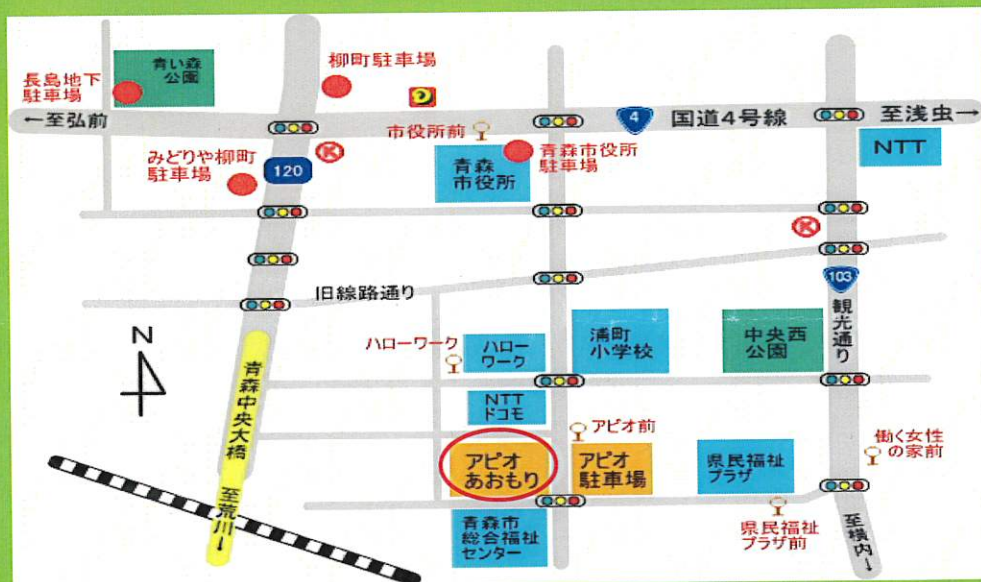 青い森
公園
柳町駐車場
長島地下
駐車場
←至弘前
市役所前
4
国道4号線
至浅虫→
みどりや柳町
駐車場
K
120
青森
市役所
青森市役所
駐車場
NTT
K
103
旧線路通り
観光通り
N
ハローワーク
ハロー
ワーク
浦町
小学校
中央西
公園
青森中央大橋
NTT
ドコモ
アピオ前
働く女性
の家前
アピオ
あおもり
アピオ
駐車場
県民福祉
プラザ
至荒川→
青森市
総合福祉
センター
県民福祉
プラザ前
至横内→